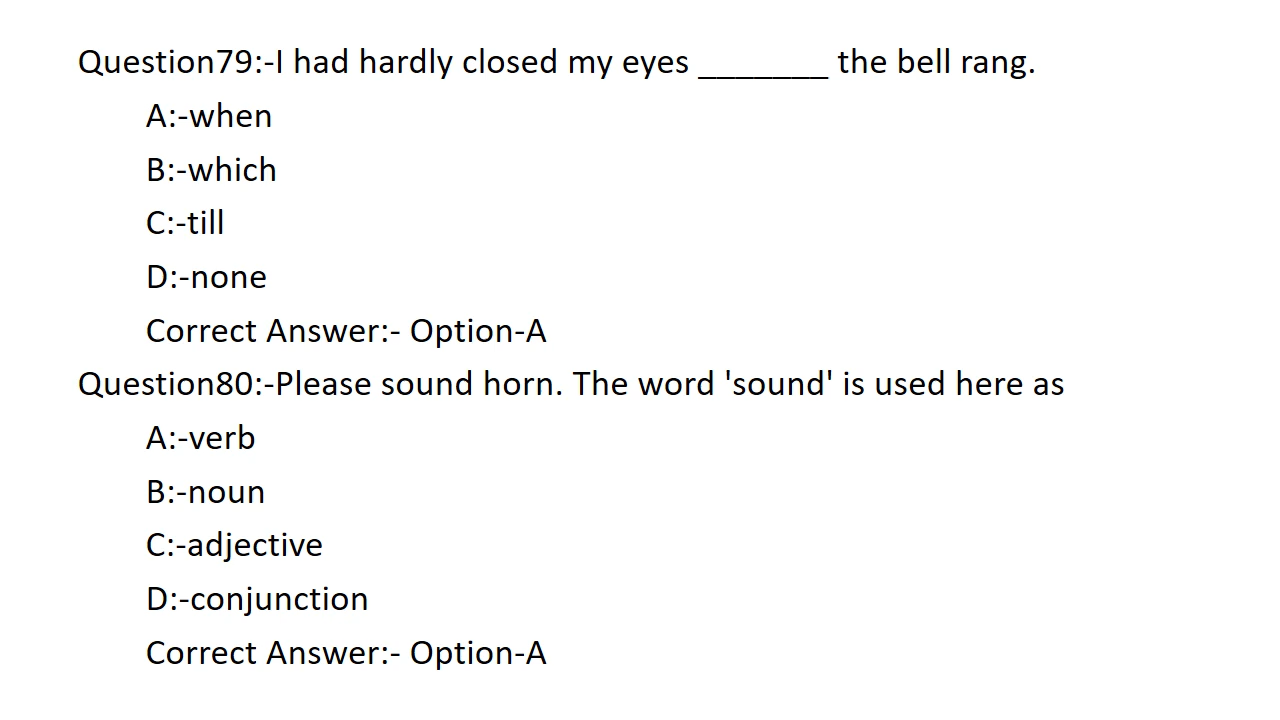 Question79:-I had hardly closed my eyes _______ the bell rang.
A:-when
B:-which
C:-till
D:-none
Correct Answer:- Option-A
Question80:-Please sound horn. The word 'sound' is used here as
A:-verb
B:-noun
C:-adjective
D:-conjunction
Correct Answer:- Option-A